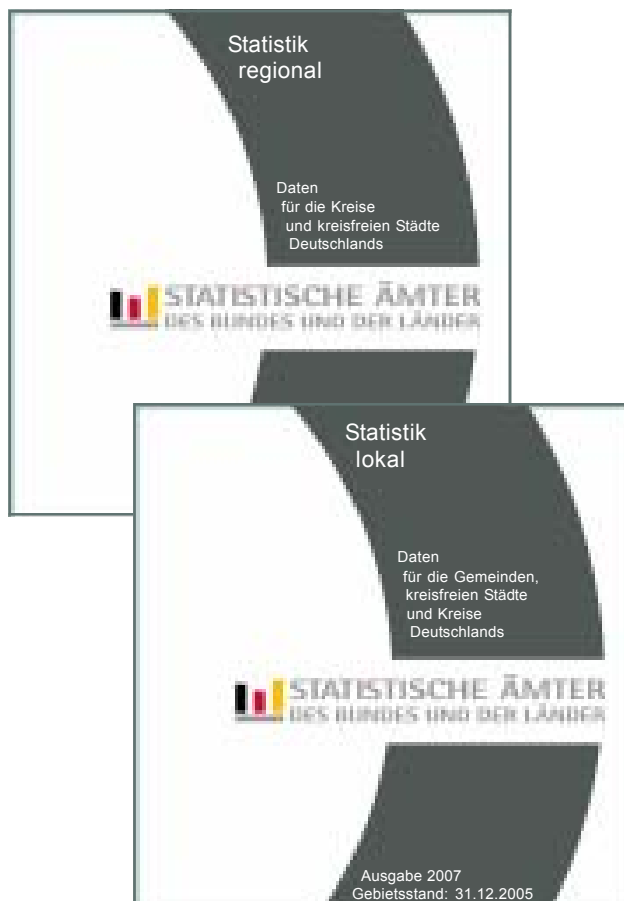 Statistik
regional
Daten
für die Kreise
und kreisfreien Städte
Deutschlands
STATISTISCHE ÄMTER
DES BUNDES UND DER LÄNDER
Statistik
lokal
Daten
für die Gemeinden,
kreisfreien Städte
und Kreise
Deutschlands
STATISTISCHE ÄMTER
DES BUNDES UND DER LÄNDER
Ausgabe 2007
Gebietsstand: 31.12.2005